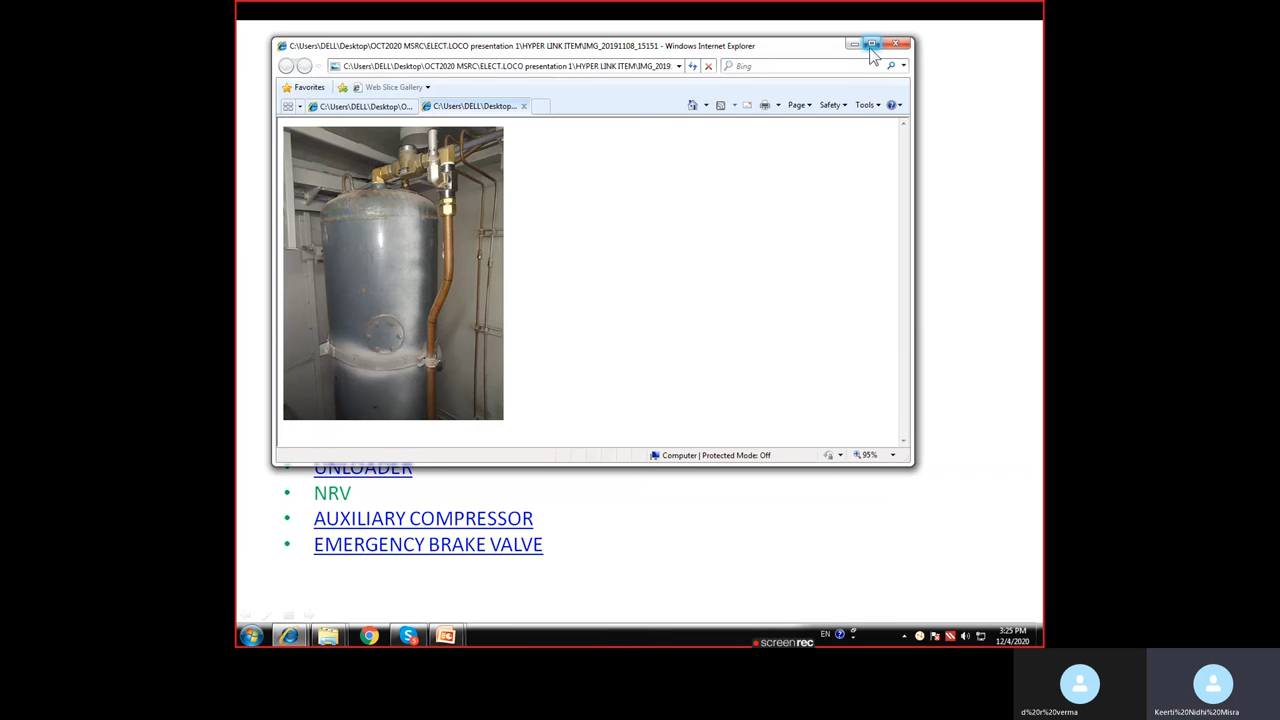 C:\Users\DELL\Desktop\OCT2020 MSRC\ELECT.LOCO presentation 1\HYPER LINK ITEM\IMG_20191108_15151 - Windows Internet Explorer
C:\Users\DELL\Desktop\OCT2020 MSRC\ELECT.LOCO presentation 1\HYPER LINK ITEM\IMG_2019:
Bing
Favorites
Web Slice Gallery
C:\Users\DELL\Desktop\O...
C:\Users\DELL\Desktop...
Page
Safety
Tools
Computer | Protected Mode: Off
95%
• UNLOADER
• NRV
• AUXILIARY COMPRESSOR
• EMERGENCY BRAKE VALVE
EN
3:25 PM
12/4/2020
screenrec
d%20r%20verma
Keerti%20Nidhi%20Misra